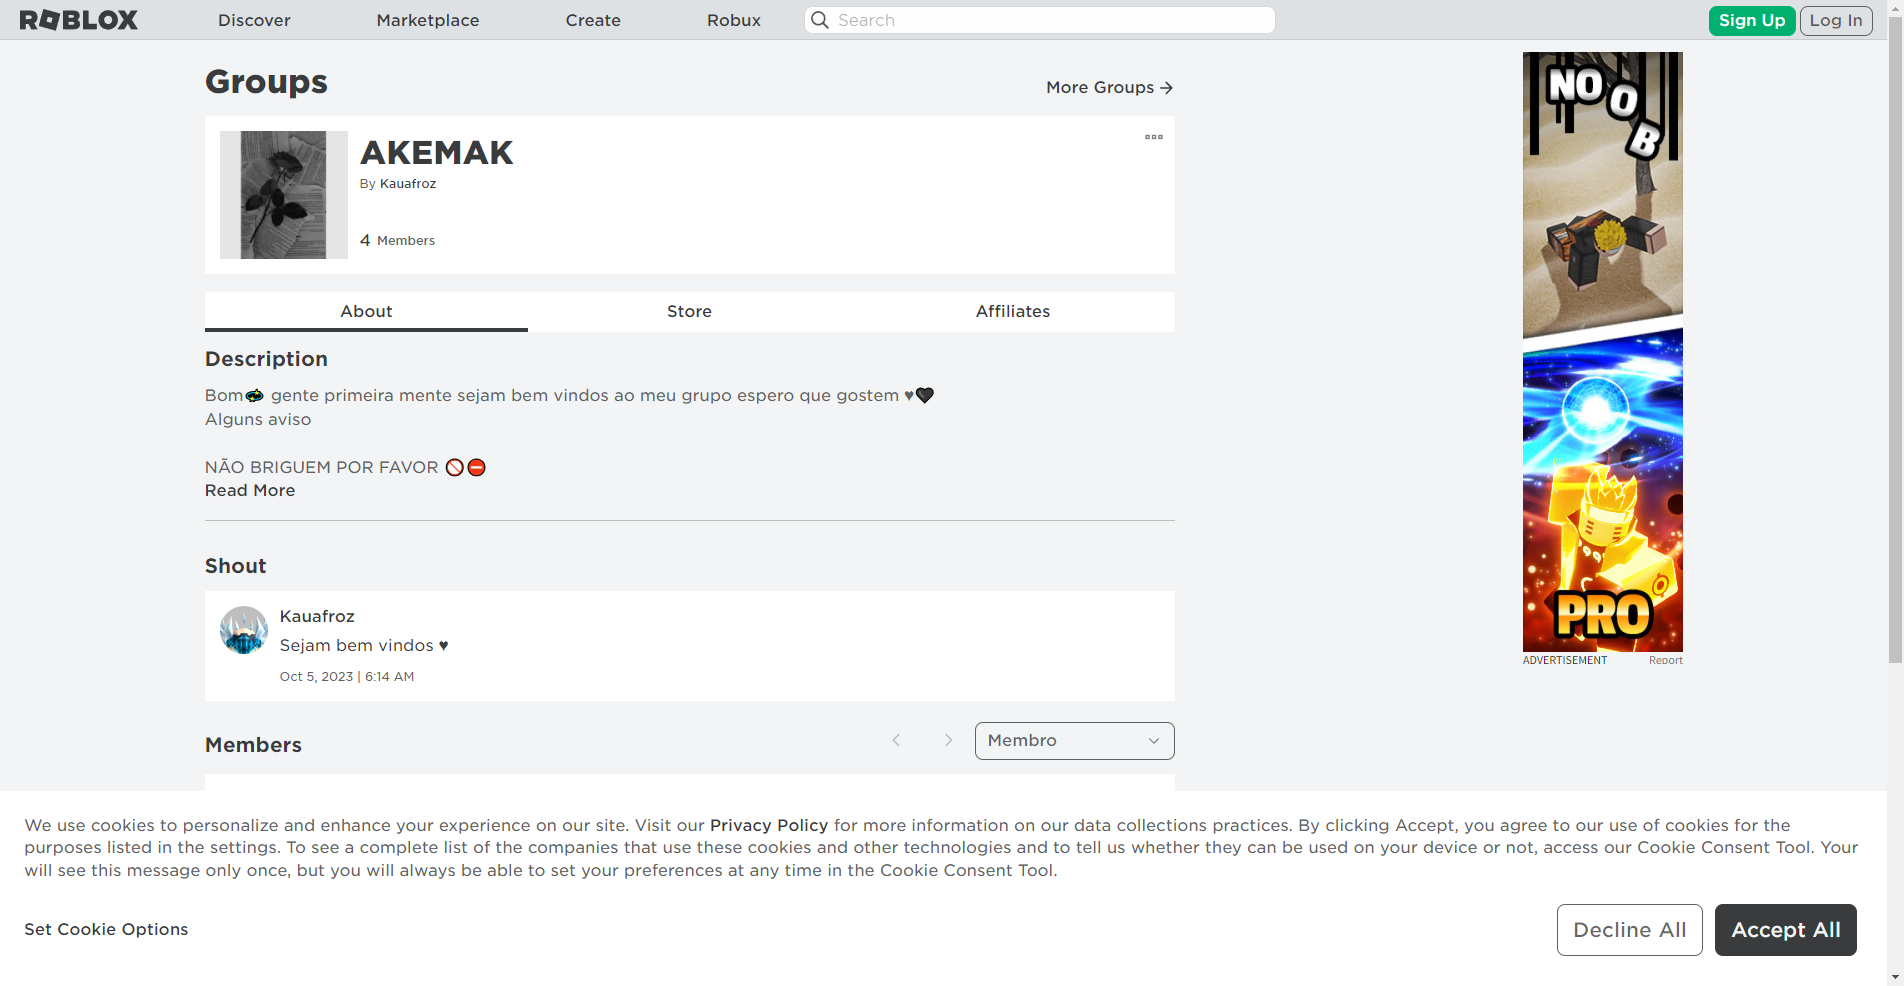 ROBLOX
Discover
Marketplace
Create
Robux
Search
Sign Up
Log In
Groups
More Groups →
AKEMAK
By Kauafroz
4 Members
About
Store
Affiliates
Description
Bom gente primeira mente sejam bem vindos ao meu grupo espero que gostem ♥🖤
Alguns aviso
NÃO BRIGUEM POR FAVOR 🚫⛔
Read More
Shout
Kauafroz
Sejam bem vindos ♥
Oct 5, 2023 | 6:14 AM
Members
Membro
NOOB
PRO
ADVERTISEMENT
Report
We use cookies to personalize and enhance your experience on our site. Visit our Privacy Policy for more information on our data collections practices. By clicking Accept, you agree to our use of cookies for the
purposes listed in the settings. To see a complete list of the companies that use these cookies and other technologies and to tell us whether they can be used on your device or not, access our Cookie Consent Tool. Your
will see this message only once, but you will always be able to set your preferences at any time in the Cookie Consent Tool.
Set Cookie Options
Decline All
Accept All